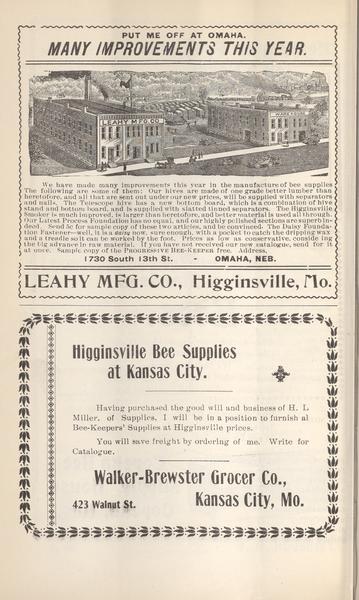 PUT ME OFF AT OMAHA.
MANY IMPROVEMENTS THIS YEAR.
LEAHY MFG. CO.
We have made many improvements this year in the manufacture of bee supplies
The following are some of them: Our hives are made of one grade better lumber than
heretofore, and all that are sent out under our new prices, will be supplied with separators
and nails. The Telescope hive has a new bottom board, which is a combination of hive
stand and bottom board, and is supplied with slatted tinned separators. The Higginsville
Smoker is much improved, is larger than heretofore, and better material is used all through.
Our Latest Process Foundation has no equal, and our highly polished sections are superb in-
deed. Send 5c for sample copy of these two articles, and be convinced. The Daisy Founda-
tion Fastener—well, it is a daisy now, sure enough, with a pocket to catch the dripping wax
and a treadle so it can be worked by the foot. Prices as low as conservative, conside ing
the big advance in raw material. If you have not received our new catalogue, send for it
at once. Sample copy of the PROGRESSIVE BEE-KEEPER free. Address,
1730 South 13th St. OMAHA, NEB.
LEAHY MFG. CO., Higginsville, Mo.
Higginsville Bee Supplies
at Kansas City.
Having purchased the good will and business of H. L
Miller, of Supplies, I will be in a position to furnish al
Bee-Keepers' Supplies at Higginsville prices.
You will save freight by ordering of me. Write for
Catalogue.
Walker-Brewster Grocer Co.,
423 Walnut St. Kansas City, Mo.